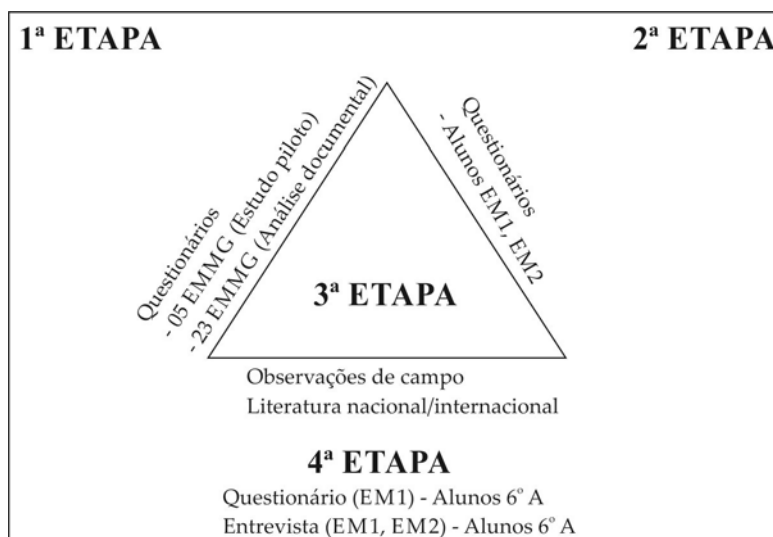 1ª ETAPA
2ª ETAPA
Questionários
- 05 EMMG (Estudo piloto)
- 23 EMMG (Análise documental)
Questionários
- Alunos EM1, EM2
3ª ETAPA
Observações de campo
Literatura nacional/internacional
4ª ETAPA
Questionário (EM1) - Alunos 6º A
Entrevista (EM1, EM2) - Alunos 6º A